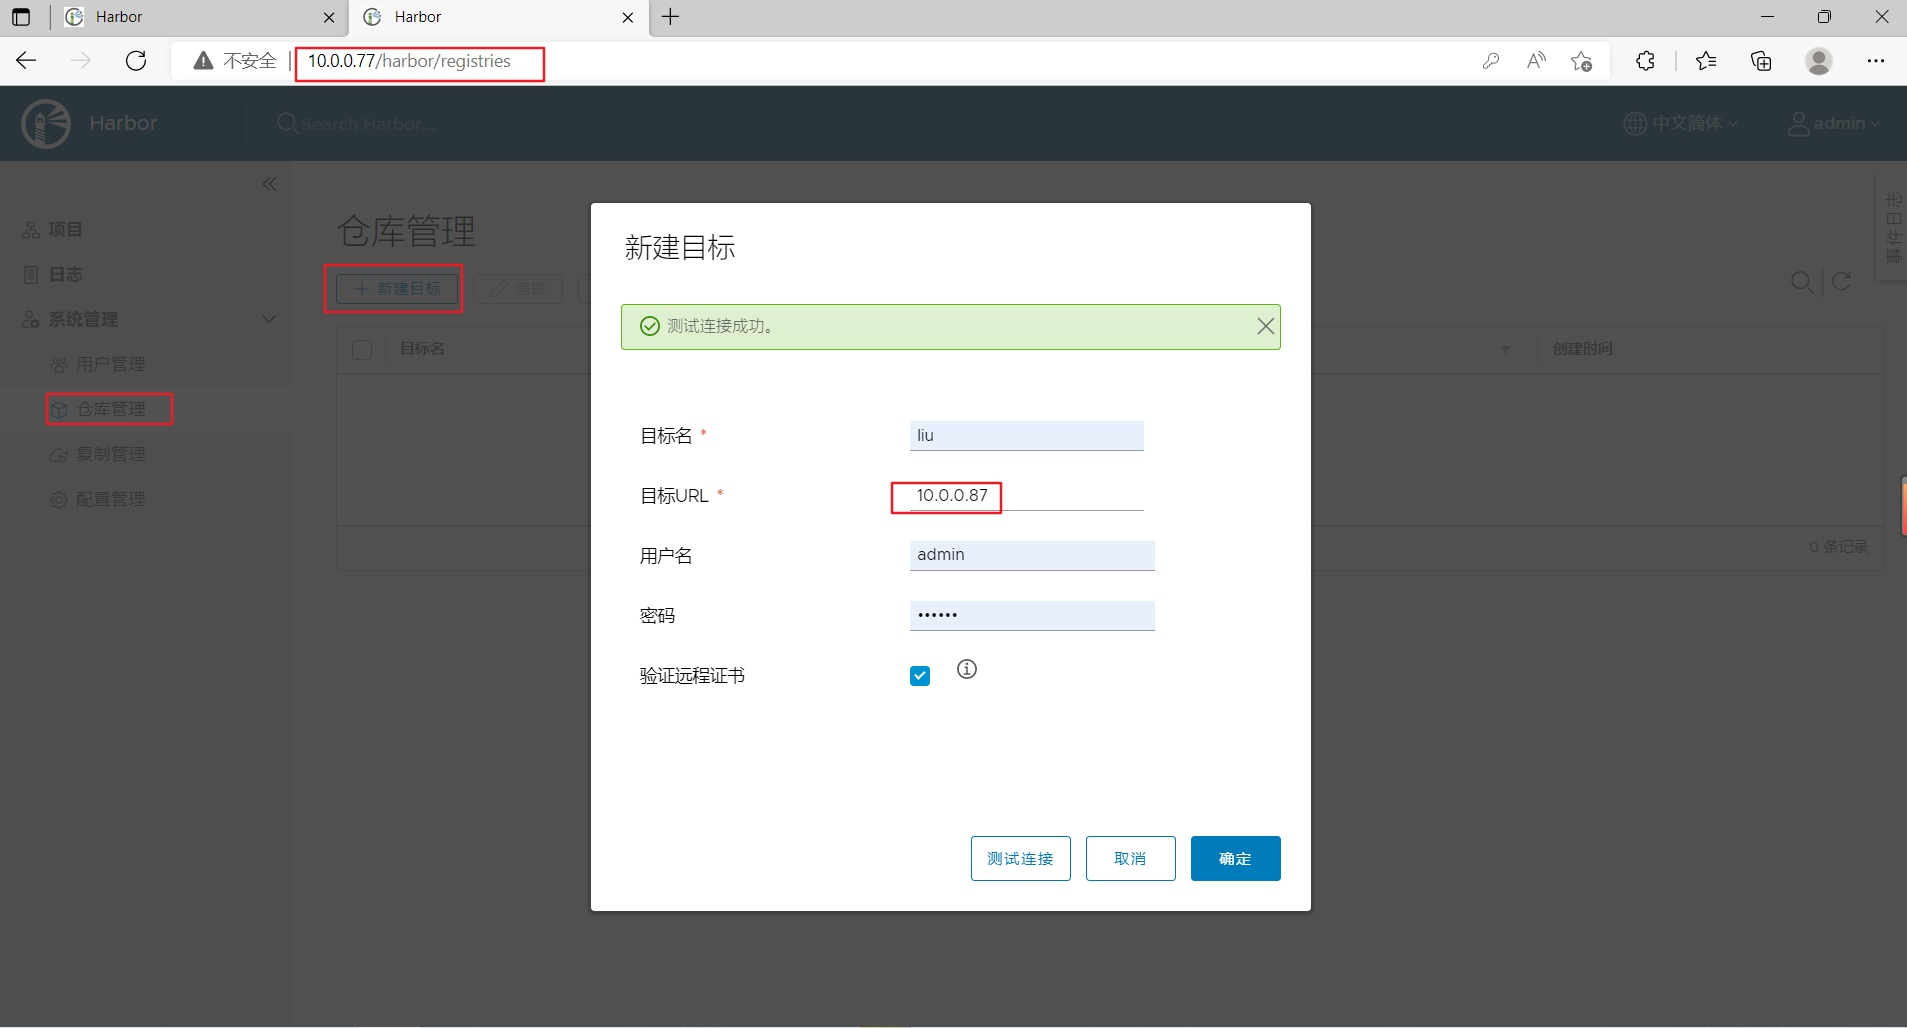 Harbor
Harbor
不安全
10.0.0.77/harbor/registries
Harbor
Search Harbor...
中文简体
admin
项目
日志
系统管理
用户管理
仓库管理
复制管理
配置管理
仓库管理
新建目标
编辑
目标名
创建时间
0 条记录
事件日志
新建目标
测试连接成功。
目标名 *
liu
目标URL *
10.0.0.87
用户名
admin
密码
••••••
验证远程证书
测试连接
取消
确定